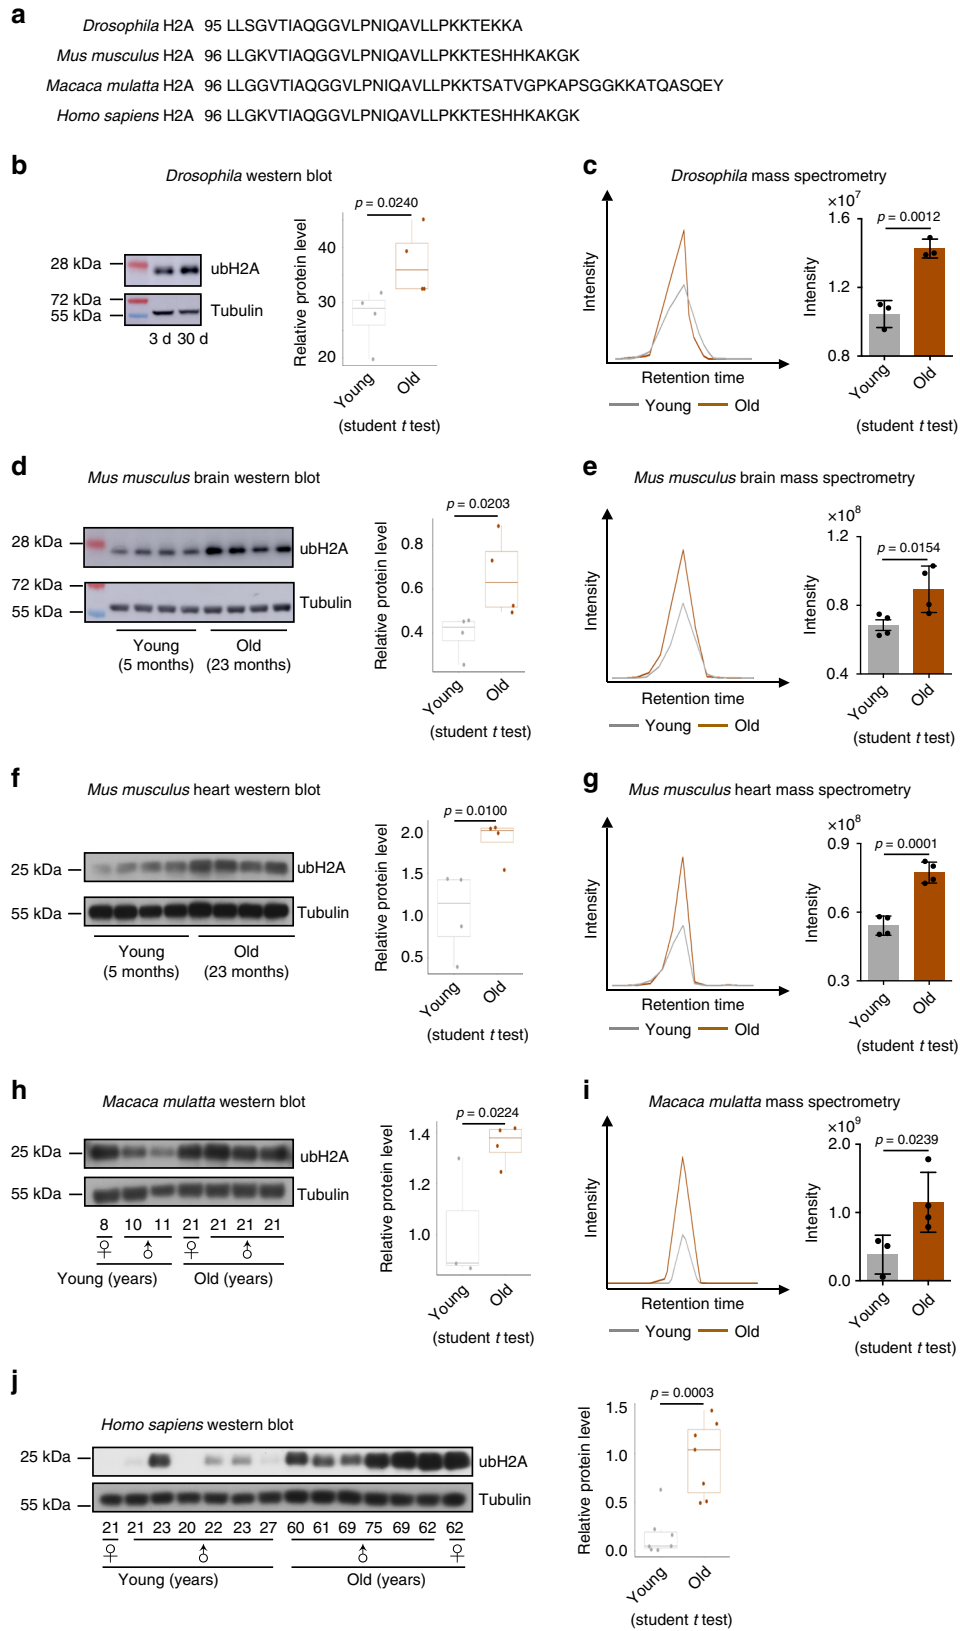 a
Drosophila H2A 95 LLSGVTIAQGGVLPNIQAVLLPKKTEKKA
Mus musculus H2A 96 LLGKVTIAQGGVLPNIQAVLLPKKTESHHKAKGK
Macaca mulatta H2A 96 LLGGVTIAQGGVLPNIQAVLLPKKTSATVGPKAPSGGKKATQASQEY
Homo sapiens H2A 96 LLGKVTIAQGGVLPNIQAVLLPKKTESHHKAKGK
b
Drosophila western blot
28 kDa
ubH2A
72 kDa
55 kDa
Tubulin
3 d 30 d
p = 0.0240
Relative protein level
40
30
20
Young
Old
(student t test)
c
Drosophila mass spectrometry
Intensity
Retention time
Young Old
×10⁷
p = 0.0012
Intensity
1.6
1.2
0.8
Young
Old
(student t test)
d
Mus musculus brain western blot
28 kDa
ubH2A
72 kDa
55 kDa
Tubulin
Young
(5 months)
Old
(23 months)
p = 0.0203
Relative protein level
0.8
0.6
0.4
Young
Old
(student t test)
e
Mus musculus brain mass spectrometry
Intensity
Retention time
Young Old
×10⁸
p = 0.0154
Intensity
1.2
0.8
0.4
Young
Old
(student t test)
f
Mus musculus heart western blot
25 kDa
ubH2A
55 kDa
Tubulin
Young
(5 months)
Old
(23 months)
p = 0.0100
Relative protein level
2.0
1.5
1.0
0.5
Young
Old
(student t test)
g
Mus musculus heart mass spectrometry
Intensity
Retention time
Young Old
×10⁸
p = 0.0001
Intensity
0.9
0.6
0.3
Young
Old
(student t test)
h
Macaca mulatta western blot
25 kDa
ubH2A
55 kDa
Tubulin
8 10 11 21 21 21 21
♀ ♂ ♀ ♂
Young (years) Old (years)
p = 0.0224
Relative protein level
1.4
1.2
1.0
Young
Old
(student t test)
i
Macaca mulatta mass spectrometry
Intensity
Retention time
Young Old
×10⁹
p = 0.0239
Intensity
2.0
1.0
0.0
Young
Old
(student t test)
j
Homo sapiens western blot
25 kDa
ubH2A
55 kDa
Tubulin
21 21 23 20 22 23 27 60 61 69 75 69 62 62
♀ ♂ ♂ ♀
Young (years) Old (years)
p = 0.0003
Relative protein level
1.5
1.0
0.5
0.0
Young
Old
(student t test)